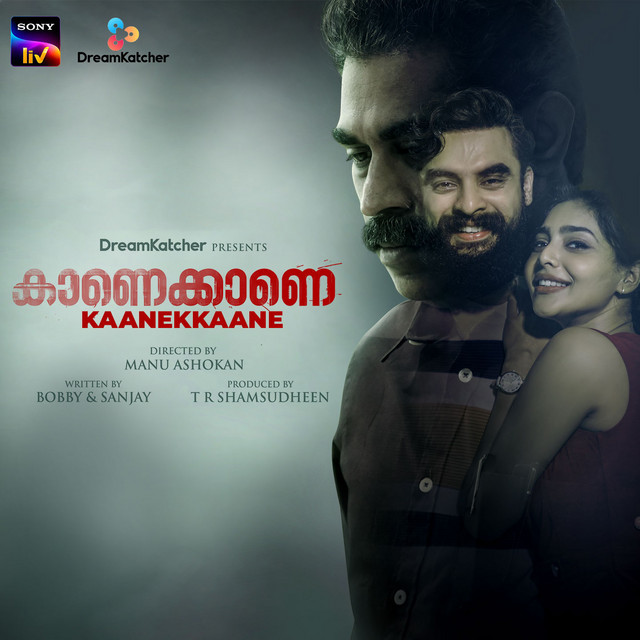 SONY
liv
DreamKatcher
DreamKatcher PRESENTS
കാണെക്കാണെ
KAANEKKAANE
DIRECTED BY
MANU ASHOKAN
WRITTEN BY
BOBBY & SANJAY
PRODUCED BY
T R SHAMSUDHEEN